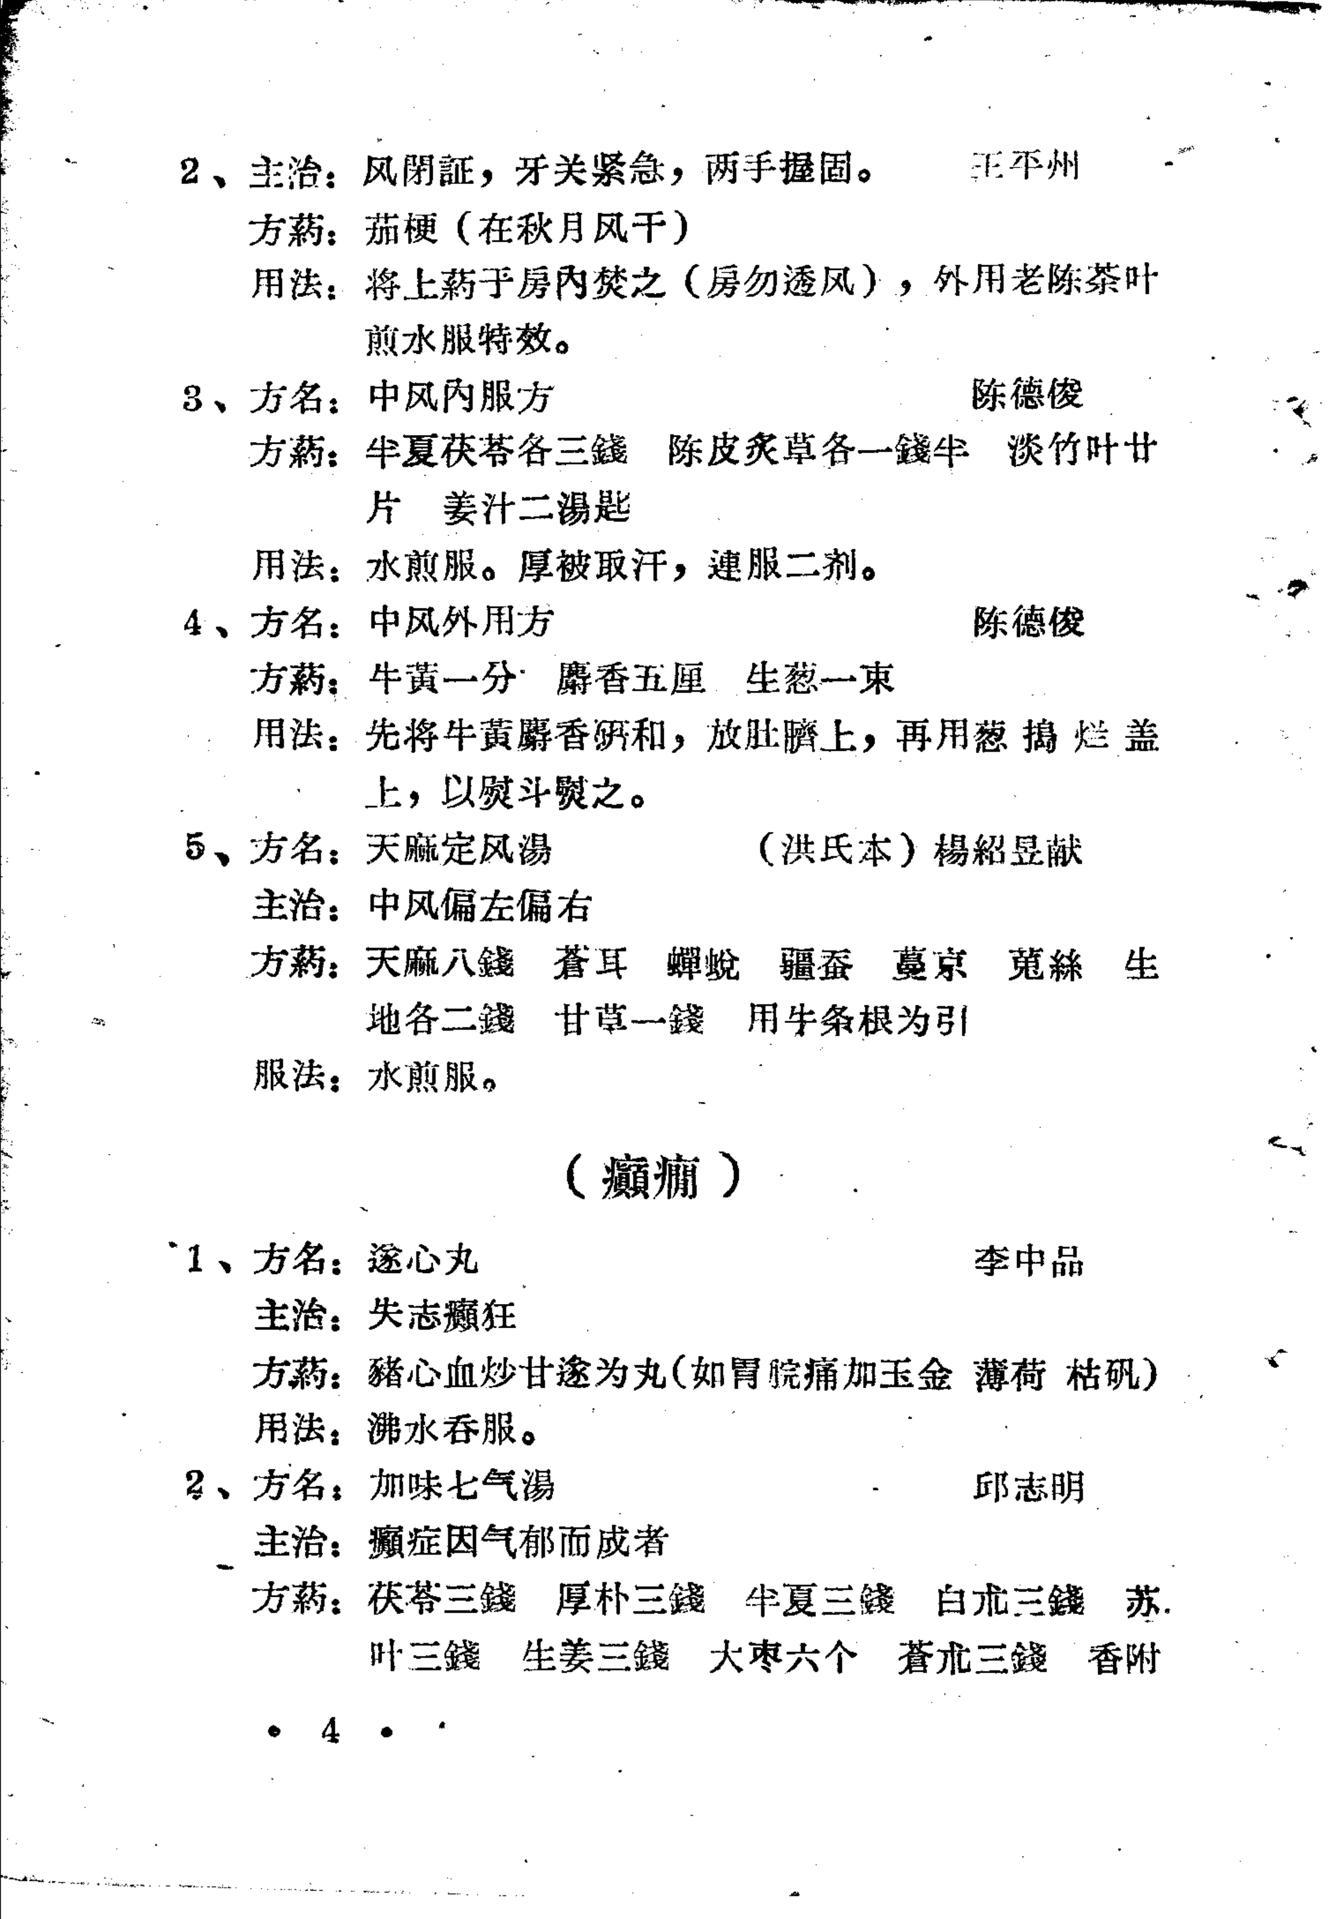 2、主治：风閉証，牙关紧急，两手握固。 王平州
方葯：茄梗（在秋月风干）
用法：将上葯于房內焚之（房勿透风），外用老陈茶叶
煎水服特效。
3、方名：中风內服方 陈德俊
方葯：半夏茯苓各三錢 陈皮炙草各一錢半 淡竹叶廿
片 姜汁二湯匙
用法：水煎服。厚被取汗，連服二剂。
4、方名：中风外用方 陈德俊
方葯：牛黃一分 麝香五厘 生葱一束
用法：先将牛黃麝香研和，放肚臍上，再用葱搗烂盖
上，以熨斗熨之。
5、方名：天麻定风湯 （洪氏本）楊紹昱献
主治：中风偏左偏右
方葯：天麻八錢 蒼耳 蟬蛻 疆蚕 蔓京 菟絲 生
地各二錢 甘草一錢 用牛条根为引
服法：水煎服。
（癲癇）
1、方名：遂心丸 李中品
主治：失志癲狂
方葯：豬心血炒甘遂为丸（如胃脘痛加玉金 薄荷 枯矾）
用法：沸水吞服。
2、方名：加味七气湯 邱志明
主治：癲症因气郁而成者
方葯：茯苓三錢 厚朴三錢 半夏三錢 白朮三錢 苏
叶三錢 生姜三錢 大枣六个 蒼朮三錢 香附
• 4 •